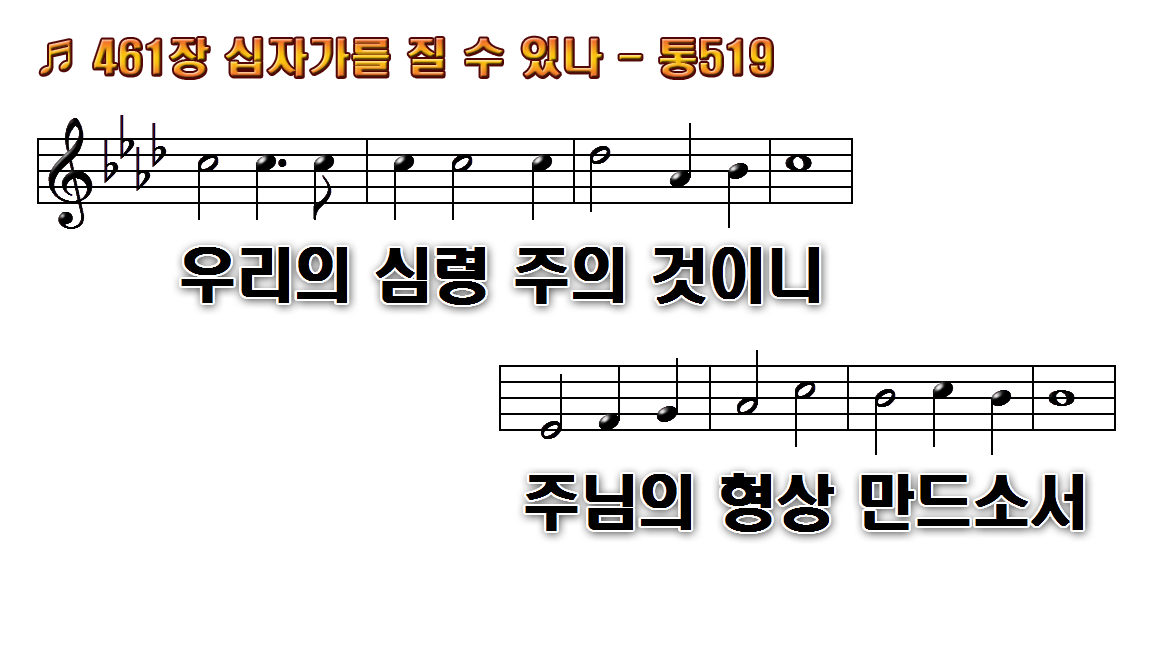 ♬ 461장 십자가를 질 수 있나 - 통519
우리의 심령 주의 것이니
주님의 형상 만드소서